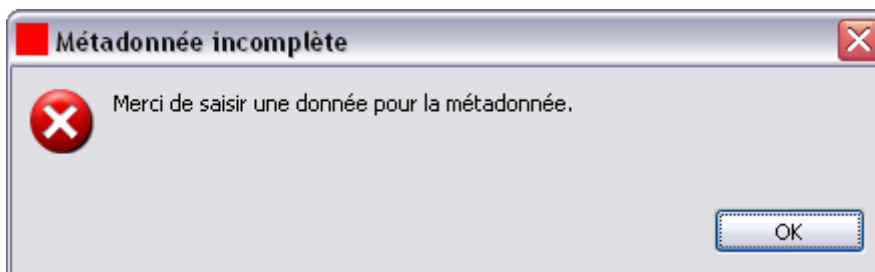 Métadonnée incomplète
Merci de saisir une donnée pour la métadonnée.
OK